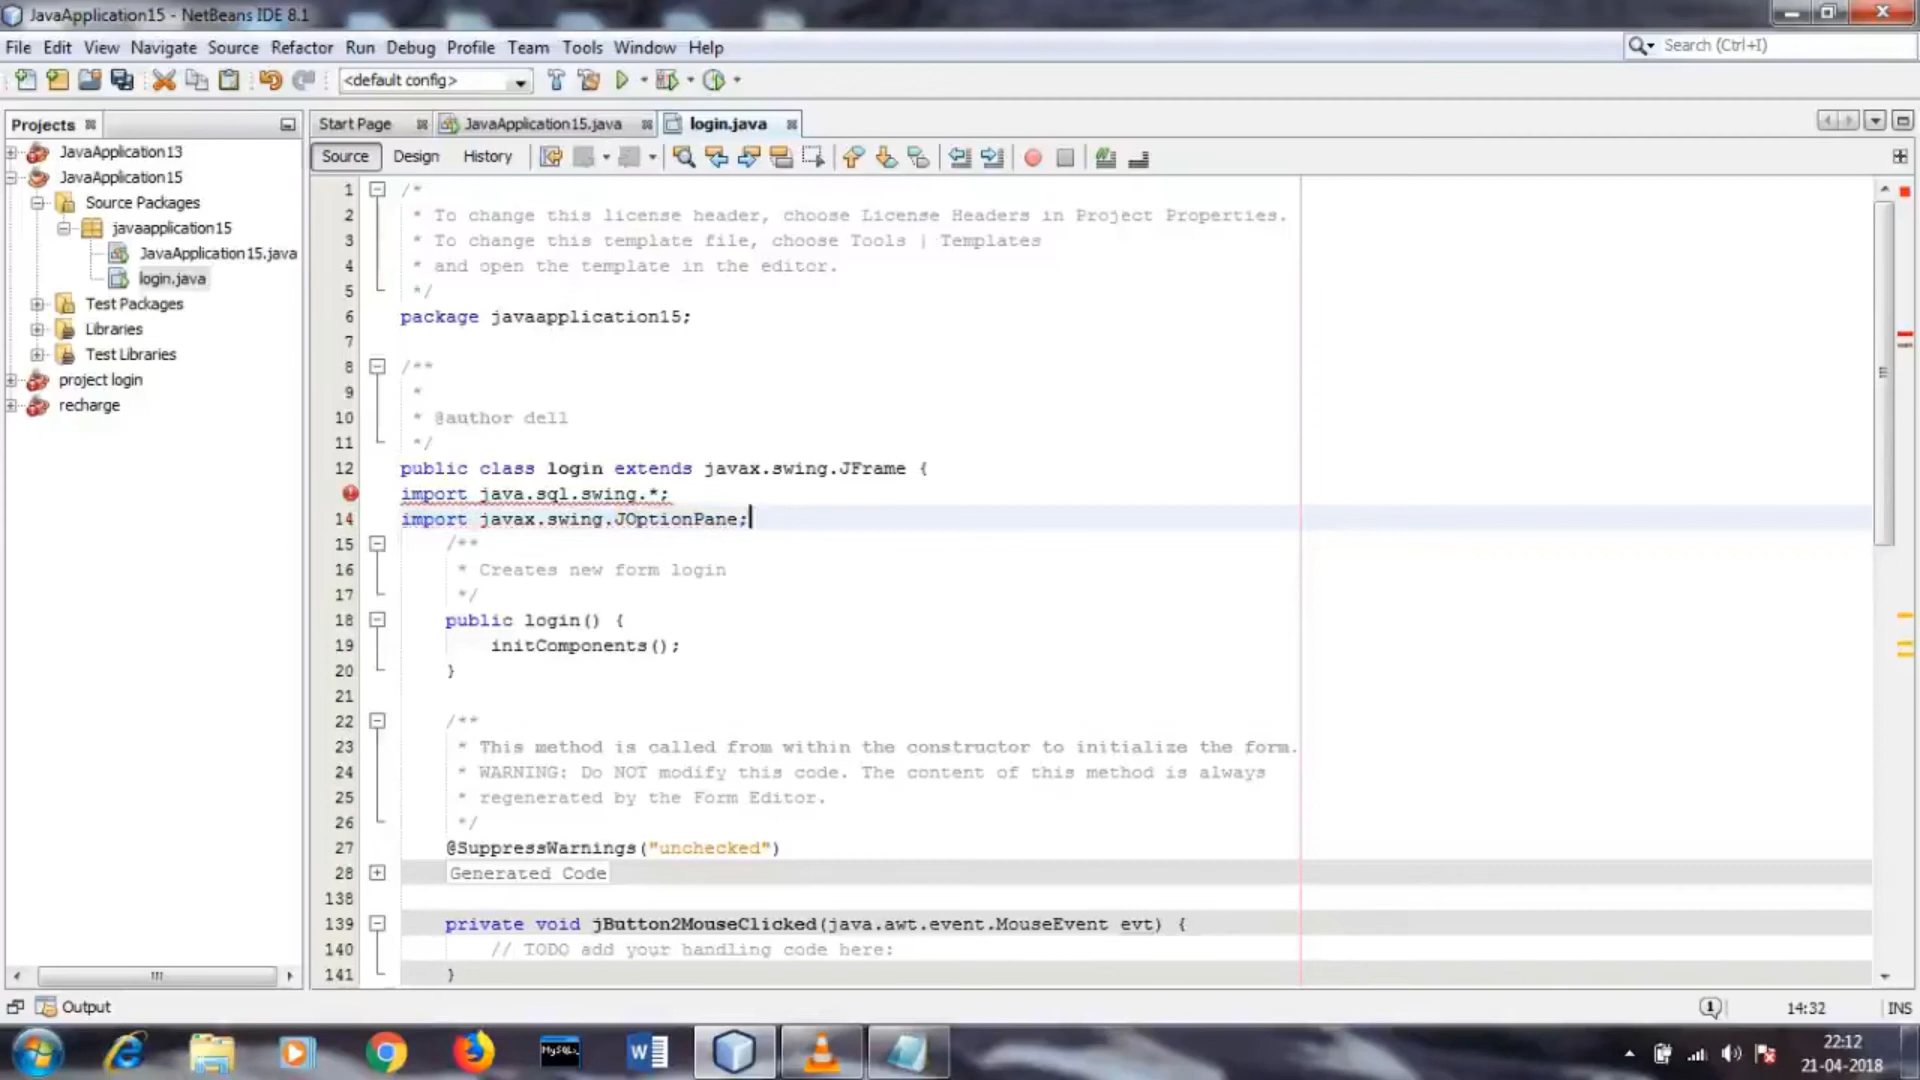 JavaApplication15 - NetBeans IDE 8.1
File Edit View Navigate Source Refactor Run Debug Profile Team Tools Window Help
Search (Ctrl+I)
<default config>
Projects
Start Page
JavaApplication15.java
login.java
JavaApplication13
JavaApplication15
Source Packages
javaapplication15
JavaApplication15.java
login.java
Test Packages
Libraries
Test Libraries
project login
recharge
Source Design History
1 /*
2 * To change this license header, choose License Headers in Project Properties.
3 * To change this template file, choose Tools | Templates
4 * and open the template in the editor.
5 */
6 package javaapplication15;
7
8 /**
9 *
10 * @author dell
11 */
12 public class login extends javax.swing.JFrame {
import java.sql.swing.*;
14 import javax.swing.JOptionPane;
15 /**
16 * Creates new form login
17 */
18 public login() {
19 initComponents();
20 }
21
22 /**
23 * This method is called from within the constructor to initialize the form.
24 * WARNING: Do NOT modify this code. The content of this method is always
25 * regenerated by the Form Editor.
26 */
27 @SuppressWarnings("unchecked")
28 Generated Code
138
139 private void jButton2MouseClicked(java.awt.event.MouseEvent evt) {
140 // TODO add your handling code here:
141 }
Output
1
14:32
INS
MySQL
22:12
21-04-2018